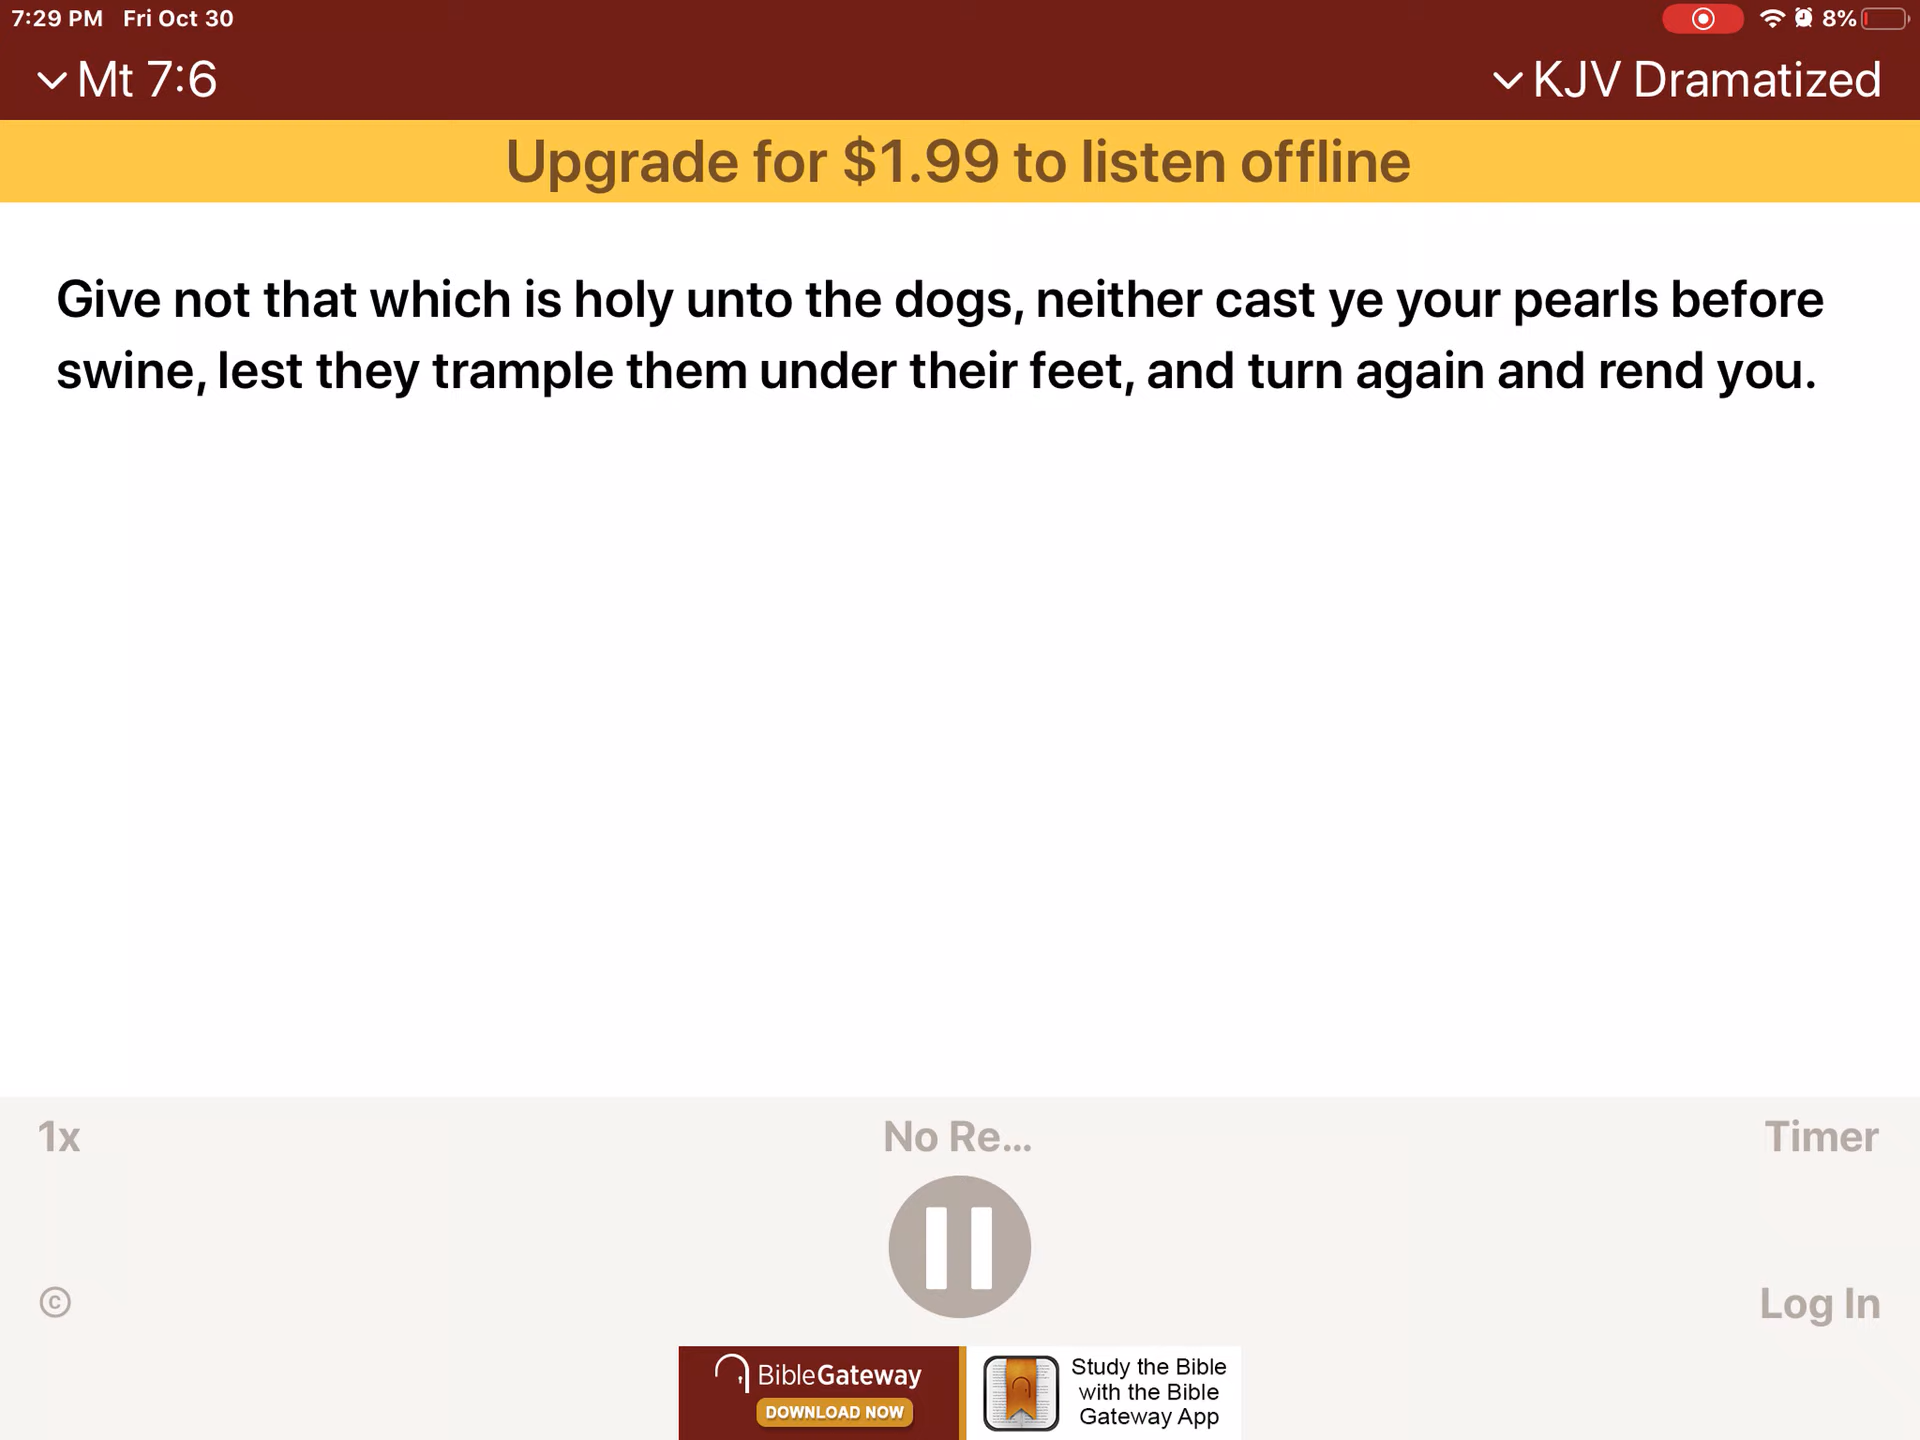 7:29 PM Fri Oct 30 8%
Mt 7:6 KJV Dramatized
Upgrade for $1.99 to listen offline
Give not that which is holy unto the dogs, neither cast ye your pearls before
swine, lest they trample them under their feet, and turn again and rend you.
1x No Re... Timer
© Log In
BibleGateway
DOWNLOAD NOW
Study the Bible
with the Bible
Gateway App